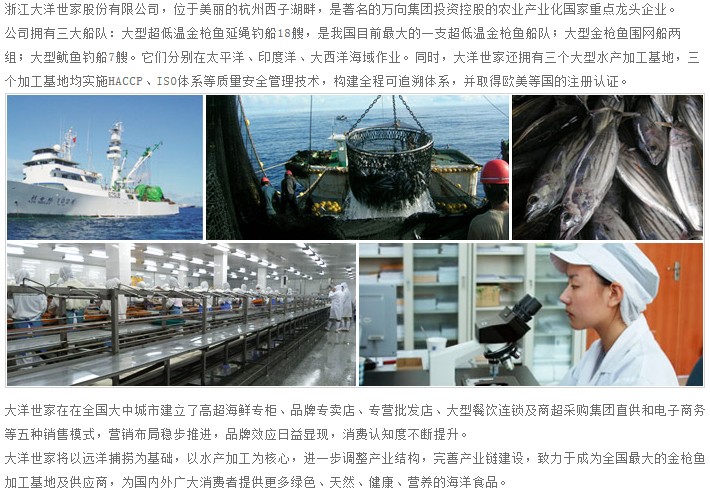 浙江大洋世家股份有限公司，位于美丽的杭州西子湖畔，是著名的万向集团投资控股的农业产业化国家重点龙头企业。
公司拥有三大船队：大型超低温金枪鱼延绳钓船18艘，是我国目前最大的一支超低温金枪鱼船队；大型金枪鱼围网船两
组；大型鱿鱼钓船7艘。它们分别在太平洋、印度洋、大西洋海域作业。同时，大洋世家还拥有三个大型水产加工基地，三
个加工基地均实施HACCP、ISO体系等质量安全管理技术，构建全程可追溯体系，并取得欧美等国的注册认证。
大洋世家在在全国大中城市建立了高超海鲜专柜、品牌专卖店、专营批发店、大型餐饮连锁及商超采购集团直供和电子商务
等五种销售模式，营销布局稳步推进，品牌效应日益显现，消费认知度不断提升。
大洋世家将以远洋捕捞为基础，以水产加工为核心，进一步调整产业结构，完善产业链建设，致力于成为全国最大的金枪鱼
加工基地及供应商，为国内外广大消费者提供更多绿色、天然、健康、营养的海洋食品。